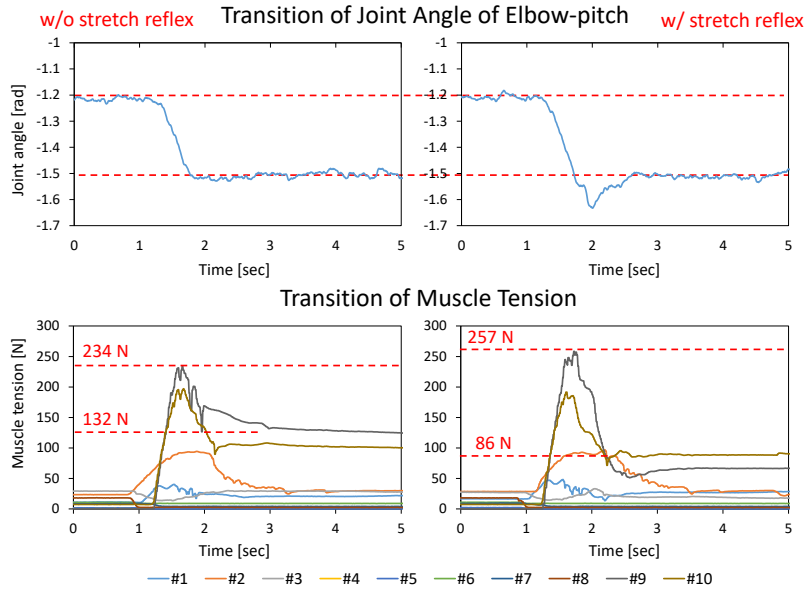 w/o stretch reflex
Transition of Joint Angle of Elbow-pitch
w/ stretch reflex
Joint angle [rad]
-1
-1.1
-1.2
-1.3
-1.4
-1.5
-1.6
-1.7
0 1 2 3 4 5
Time [sec]
-1
-1.1
-1.2
-1.3
-1.4
-1.5
-1.6
-1.7
0 1 2 3 4 5
Time [sec]
Transition of Muscle Tension
Muscle tension [N]
300
250
200
150
100
50
0
234 N
132 N
0 1 2 3 4 5
Time [sec]
300
250
200
150
100
50
0
257 N
86 N
0 1 2 3 4 5
Time [sec]
#1 #2 #3 #4 #5 #6 #7 #8 #9 #10